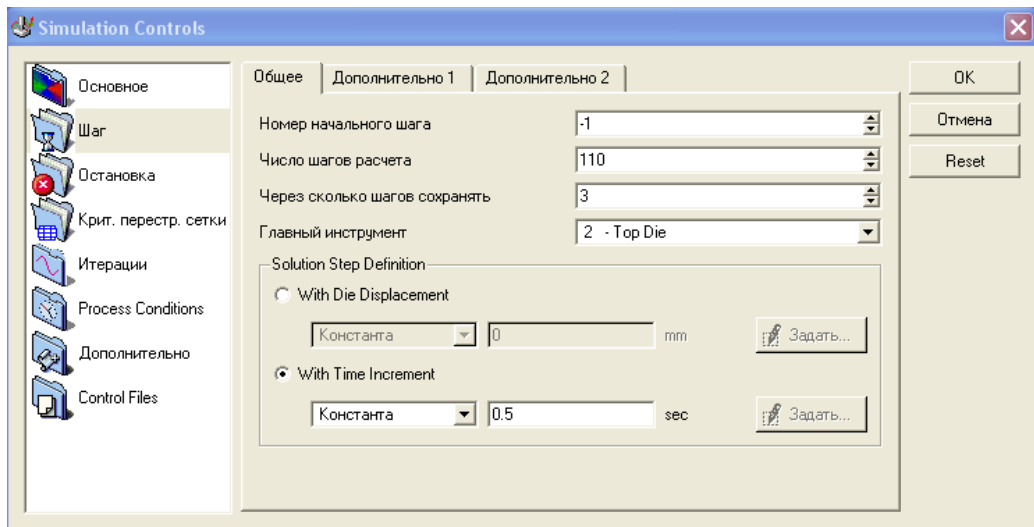 Simulation Controls
Основное
Шаг
Остановка
Крит. перестр. сетки
Итерации
Process Conditions
Дополнительно
Control Files
Общее Дополнительно 1 Дополнительно 2
Номер начального шага -1
Число шагов расчета 110
Через сколько шагов сохранять 3
Главный инструмент 2 - Top Die
Solution Step Definition
With Die Displacement
Константа 0 mm Задать...
With Time Increment
Константа 0.5 sec Задать...
OK
Отмена
Reset